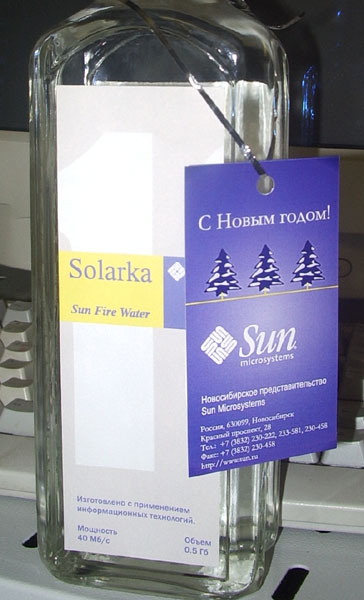 Solarka
Sun Fire Water
Изготовлено с применением
информационных технологий.
Мощность
40 Мб/с
Объем
0.5 Гб
С Новым годом!
Sun
microsystems
Новосибирское представительство
Sun Microsystems
Россия, 630099, Новосибирск
Красный проспект, 28
Тел.: +7 (3832) 230-222, 233-581, 230-458
Факс: +7 (3832) 230-458
http://www.sun.ru